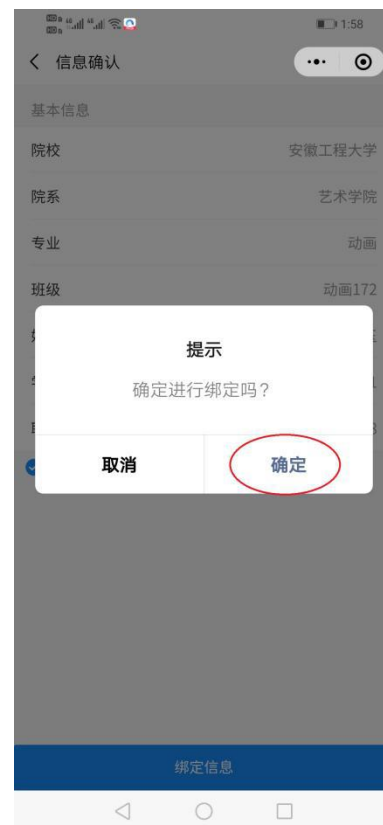 1:58
信息确认
基本信息
院校 安徽工程大学
院系 艺术学院
专业 动画
班级 动画172
提示
确定进行绑定吗？
取消 确定
绑定信息